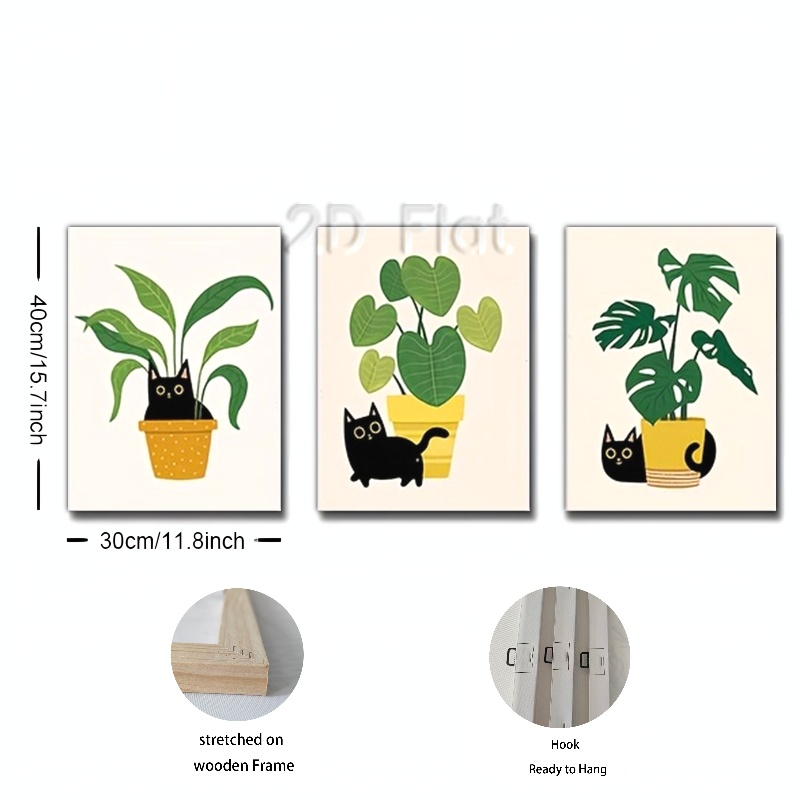 2D Flat
40cm/15.7inch
30cm/11.8inch
stretched on
wooden Frame
Hook
Ready to Hang